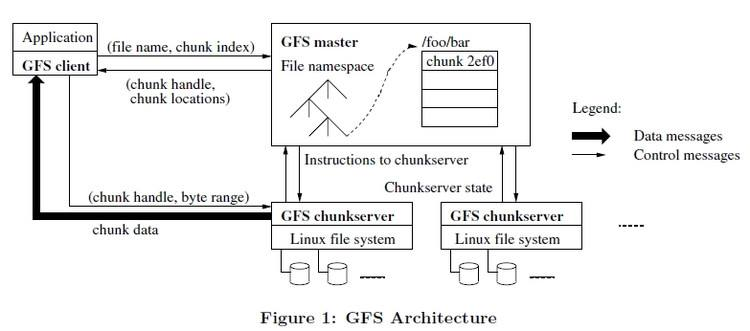 Application
GFS client
(file name, chunk index)
(chunk handle,
chunk locations)
GFS master
File namespace
/foo/bar
chunk 2ef0
Legend:
Data messages
Control messages
Instructions to chunkserver
Chunkserver state
(chunk handle, byte range)
chunk data
GFS chunkserver
Linux file system
GFS chunkserver
Linux file system
Figure 1: GFS Architecture